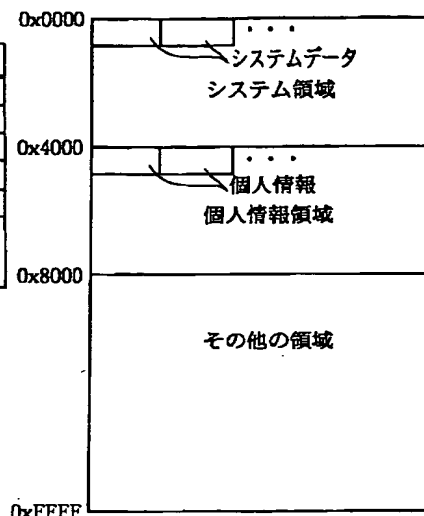 0x0000
・・・
システムデータ
システム領域
0x4000
・・・
個人情報
個人情報領域
0x8000
その他の領域
0xFFFF